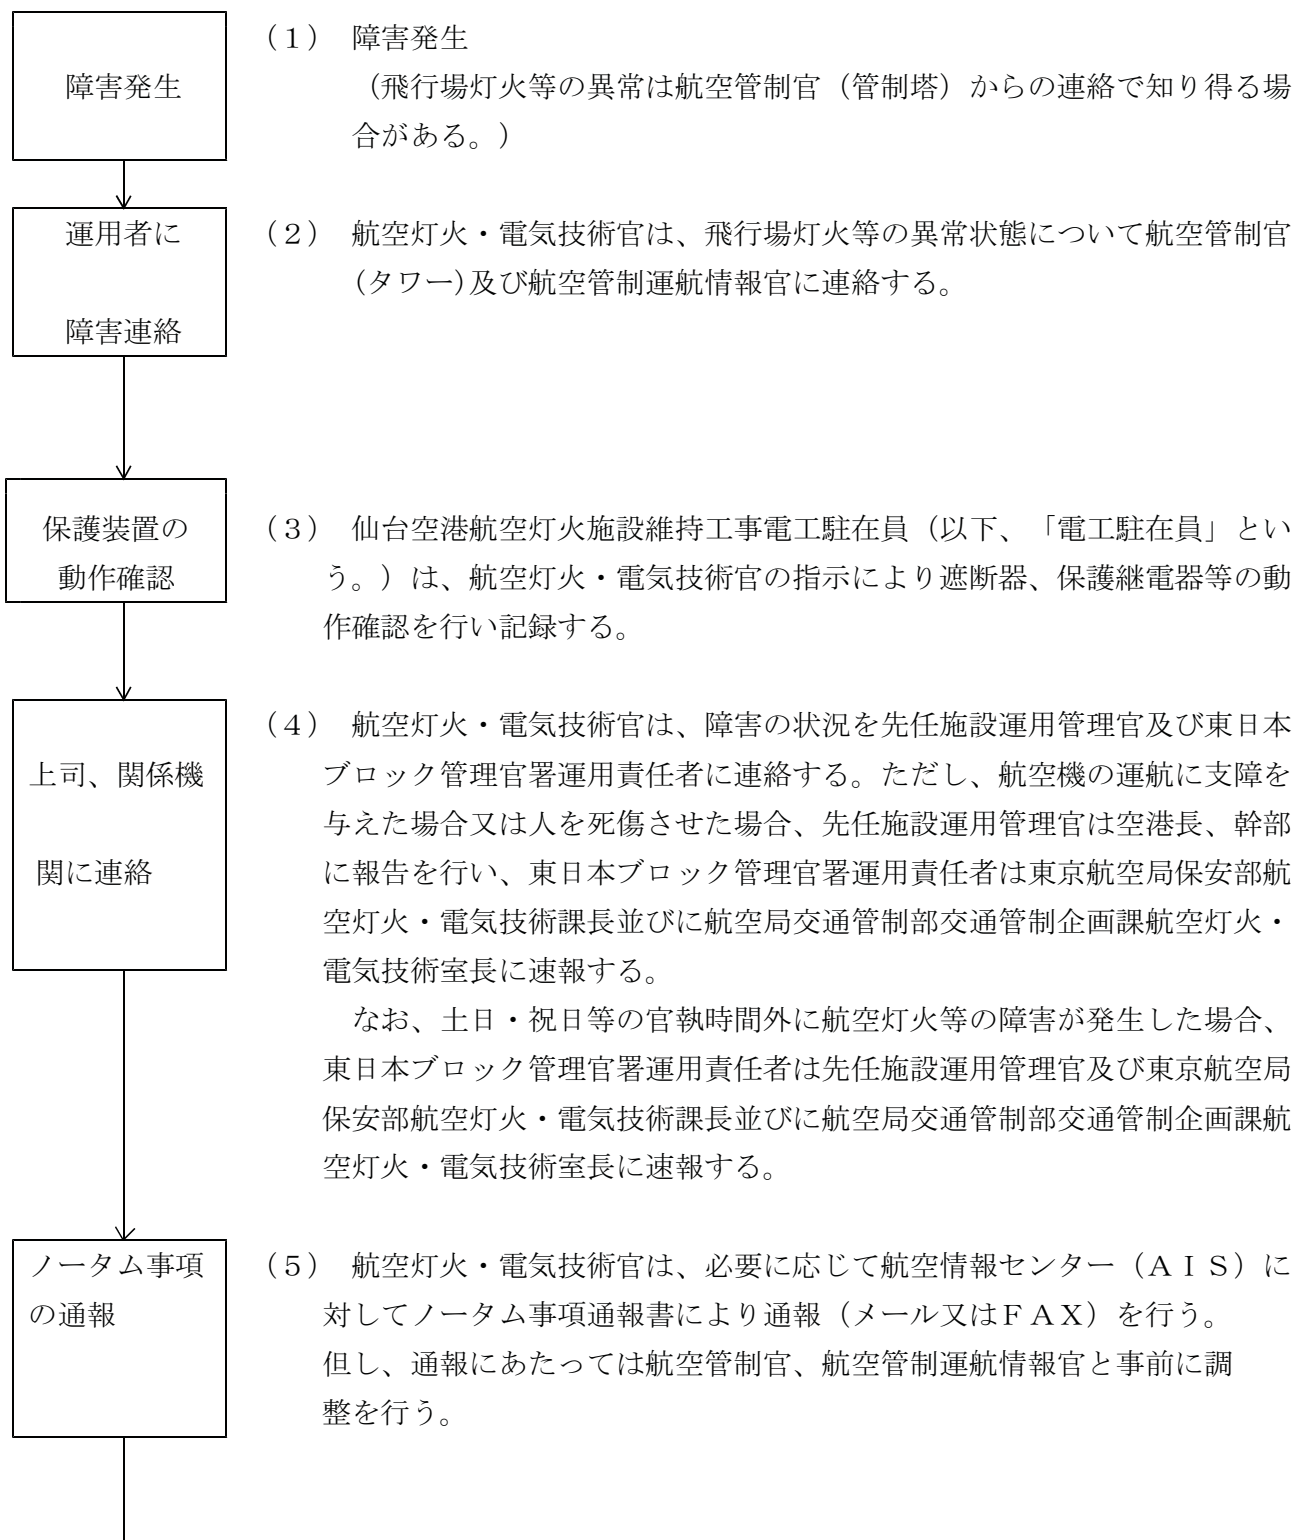 障害発生
(1) 障害発生
(飛行場灯火等の異常は航空管制官(管制塔)からの連絡で知り得る場
合がある。)
運用者に
障害連絡
(2) 航空灯火・電気技術官は、飛行場灯火等の異常状態について航空管制官
(タワー)及び航空管制運航情報官に連絡する。
保護装置の
動作確認
(3) 仙台空港航空灯火施設維持工事電工駐在員(以下、「電工駐在員」とい
う。)は、航空灯火・電気技術官の指示により遮断器、保護継電器等の動
作確認を行い記録する。
上司、関係機
関に連絡
(4) 航空灯火・電気技術官は、障害の状況を先任施設運用管理官及び東日本
ブロック管理官署運用責任者に連絡する。ただし、航空機の運航に支障を
与えた場合又は人を死傷させた場合、先任施設運用管理官は空港長、幹部
に報告を行い、東日本ブロック管理官署運用責任者は東京航空局保安部航
空灯火・電気技術課長並びに航空局交通管制部交通管制企画課航空灯火・
電気技術室長に速報する。
なお、土日・祝日等の官執時間外に航空灯火等の障害が発生した場合、
東日本ブロック管理官署運用責任者は先任施設運用管理官及び東京航空局
保安部航空灯火・電気技術課長並びに航空局交通管制部交通管制企画課航
空灯火・電気技術室長に速報する。
ノータム事項
の通報
(5) 航空灯火・電気技術官は、必要に応じて航空情報センター(AIS)に
対してノータム事項通報書により通報(メール又はFAX)を行う。
但し、通報にあたっては航空管制官、航空管制運航情報官と事前に調
整を行う。